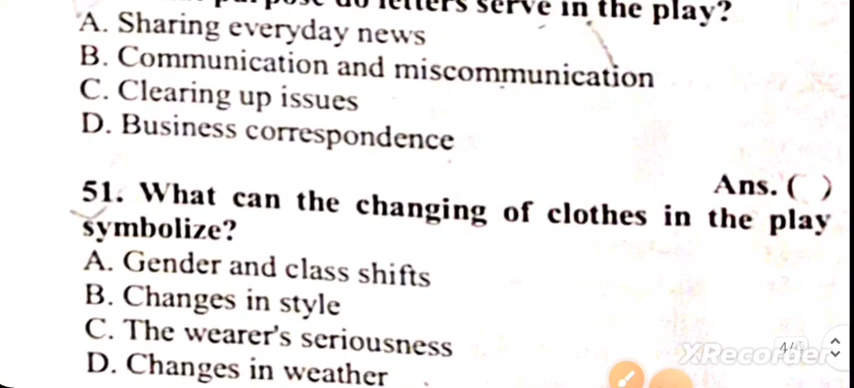 letters serve in the play?
A. Sharing everyday news
B. Communication and miscommunication
C. Clearing up issues
D. Business correspondence
Ans. ( )
51. What can the changing of clothes in the play
symbolize?
A. Gender and class shifts
B. Changes in style
C. The wearer's seriousness
D. Changes in weather
XRecorder